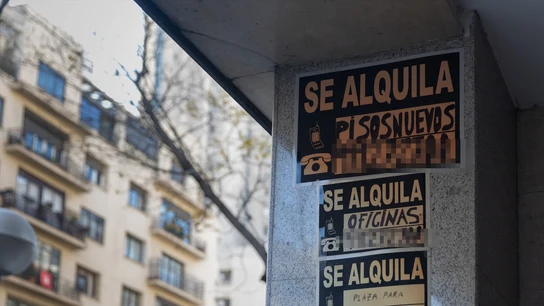 SE ALQUILA
PISOS NUEVOS
SE ALQUILA
OFICINAS
SE ALQUILA
PLAZA PARA